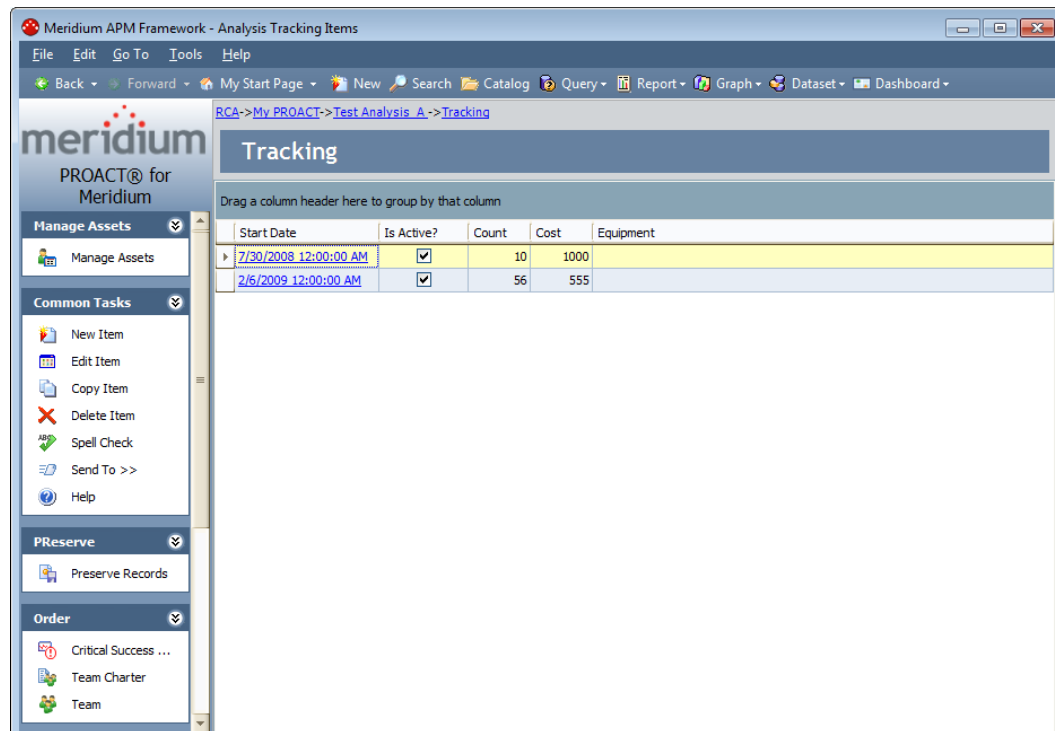 Meridium APM Framework - Analysis Tracking Items
File Edit Go To Tools Help
Back Forward My Start Page New Search Catalog Query Report Graph Dataset Dashboard
meridium
PROACT® for
Meridium
Manage Assets
Manage Assets
Common Tasks
New Item
Edit Item
Copy Item
Delete Item
ABC
Spell Check
Send To >>
Help
PReserve
Preserve Records
Order
Critical Success ...
Team Charter
Team
RCA->My PROACT->Test Analysis A ->Tracking
Tracking
Drag a column header here to group by that column
Start Date Is Active? Count Cost Equipment
7/30/2008 12:00:00 AM 10 1000
2/6/2009 12:00:00 AM 56 555